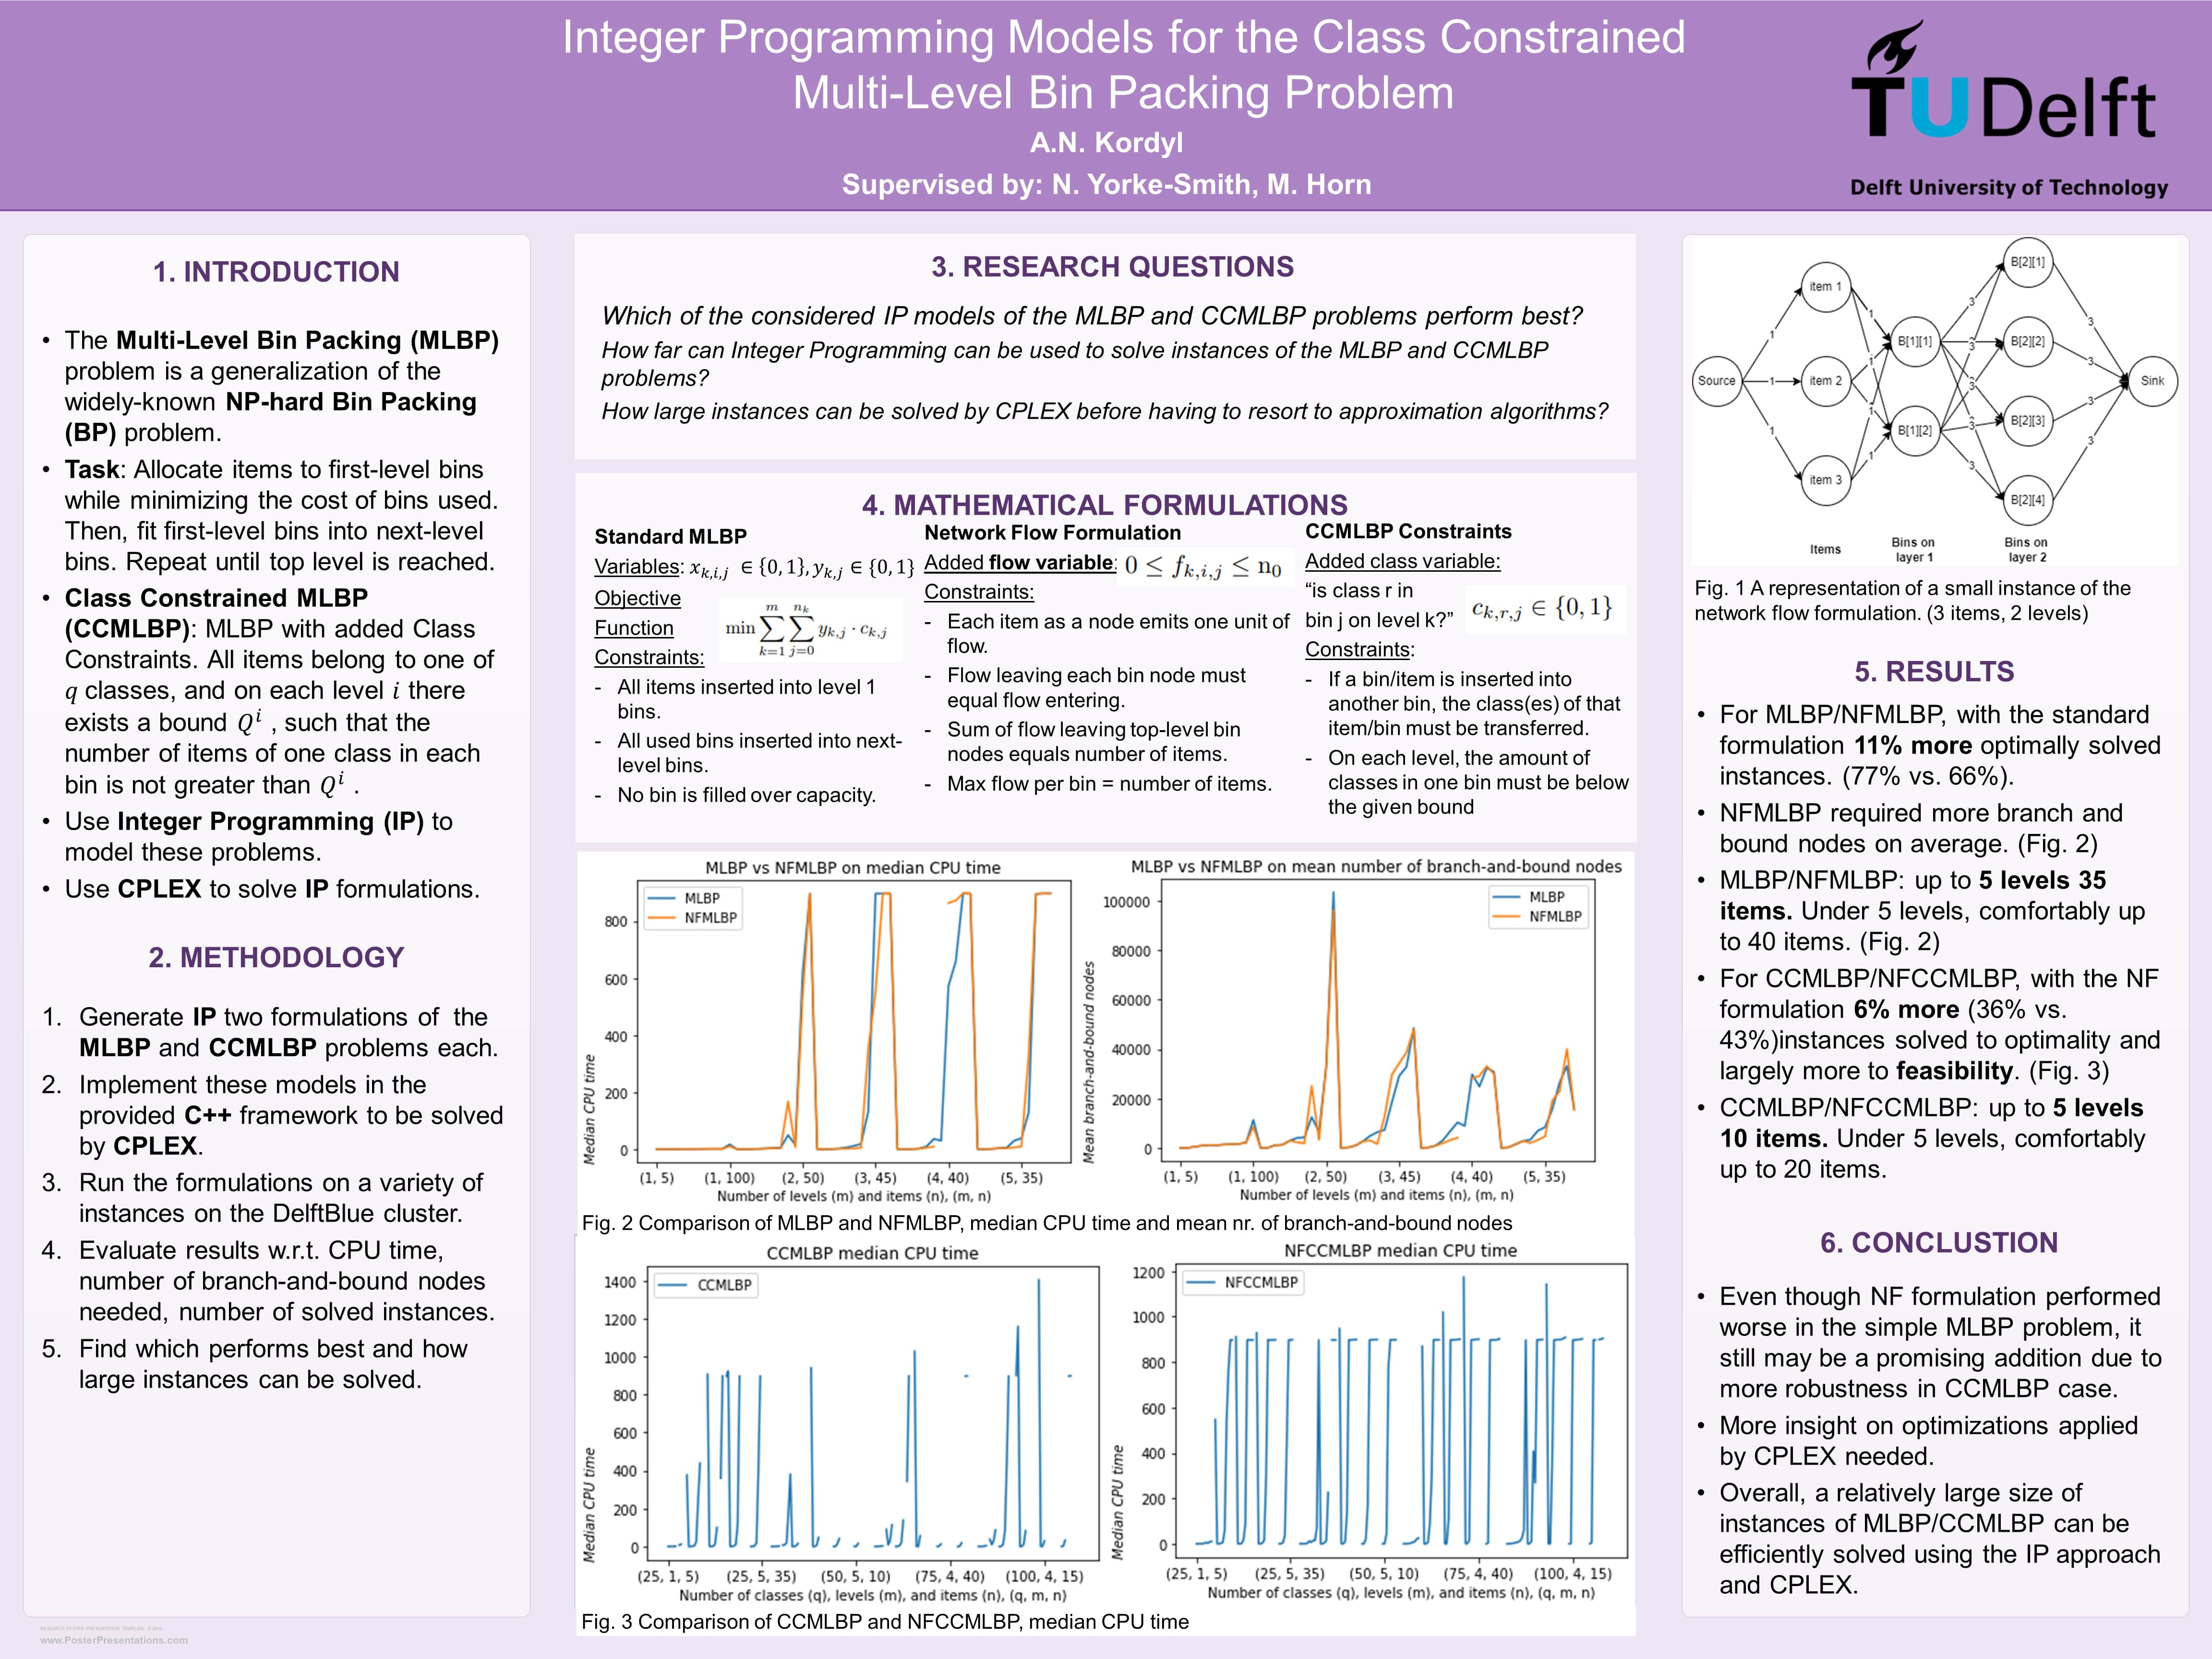 Integer Programming Models for the Class Constrained
Multi-Level Bin Packing Problem
A.N. Kordyl
Supervised by: N. Yorke-Smith, M. Horn
TUDelft
Delft University of Technology
1. INTRODUCTION
• The Multi-Level Bin Packing (MLBP)
problem is a generalization of the
widely-known NP-hard Bin Packing
(BP) problem.
• Task: Allocate items to first-level bins
while minimizing the cost of bins used.
Then, fit first-level bins into next-level
bins. Repeat until top level is reached.
• Class Constrained MLBP
(CCMLBP): MLBP with added Class
Constraints. All items belong to one of
q classes, and on each level i there
exists a bound Q^i , such that the
number of items of one class in each
bin is not greater than Q^i .
• Use Integer Programming (IP) to
model these problems.
• Use CPLEX to solve IP formulations.
2. METHODOLOGY
1. Generate IP two formulations of the
MLBP and CCMLBP problems each.
2. Implement these models in the
provided C++ framework to be solved
by CPLEX.
3. Run the formulations on a variety of
instances on the DelftBlue cluster.
4. Evaluate results w.r.t. CPU time,
number of branch-and-bound nodes
needed, number of solved instances.
5. Find which performs best and how
large instances can be solved.
RESEARCH POSTER PRESENTATION TEMPLATE © 2019
www.PosterPresentations.com
3. RESEARCH QUESTIONS
Which of the considered IP models of the MLBP and CCMLBP problems perform best?
How far can Integer Programming can be used to solve instances of the MLBP and CCMLBP
problems?
How large instances can be solved by CPLEX before having to resort to approximation algorithms?
4. MATHEMATICAL FORMULATIONS
Standard MLBP
Variables: x_{k,i,j} ∈ {0,1}, y_{k,j} ∈ {0,1}
Objective
Function
min ∑_{k=1}^{m} ∑_{j=0}^{n_k} y_{k,j} · c_{k,j}
Constraints:
- All items inserted into level 1
bins.
- All used bins inserted into next-
level bins.
- No bin is filled over capacity.
Network Flow Formulation
Added flow variable: 0 ≤ f_{k,i,j} ≤ n_0
Constraints:
- Each item as a node emits one unit of
flow.
- Flow leaving each bin node must
equal flow entering.
- Sum of flow leaving top-level bin
nodes equals number of items.
- Max flow per bin = number of items.
CCMLBP Constraints
Added class variable:
“is class r in
bin j on level k?” c_{k,r,j} ∈ {0,1}
Constraints:
- If a bin/item is inserted into
another bin, the class(es) of that
item/bin must be transferred.
- On each level, the amount of
classes in one bin must be below
the given bound
MLBP vs NFMLBP on median CPU time
MLBP
NFMLBP
Median CPU time
800
600
400
200
0
(1, 5) (1, 100) (2, 50) (3, 45) (4, 40) (5, 35)
Number of levels (m) and items (n), (m, n)
MLBP vs NFMLBP on mean number of branch-and-bound nodes
MLBP
NFMLBP
Mean branch-and-bound nodes
100000
80000
60000
40000
20000
0
(1, 5) (1, 100) (2, 50) (3, 45) (4, 40) (5, 35)
Number of levels (m) and items (n), (m, n)
Fig. 2 Comparison of MLBP and NFMLBP, median CPU time and mean nr. of branch-and-bound nodes
CCMLBP median CPU time
CCMLBP
Median CPU time
1400
1200
1000
800
600
400
200
0
(25, 1, 5) (25, 5, 35) (50, 5, 10) (75, 4, 40) (100, 4, 15)
Number of classes (q), levels (m), and items (n), (q, m, n)
NFCCMLBP median CPU time
NFCCMLBP
Median CPU time
1200
1000
800
600
400
200
0
(25, 1, 5) (25, 5, 35) (50, 5, 10) (75, 4, 40) (100, 4, 15)
Number of classes (q), levels (m), and items (n), (q, m, n)
Fig. 3 Comparison of CCMLBP and NFCCMLBP, median CPU time
Source
item 1
item 2
item 3
B[1][1]
B[1][2]
B[2][1]
B[2][2]
B[2][3]
B[2][4]
Sink
1 1 1
1 1 1 1 1
3 3 3 3 3 3 3
3 3 3 3
Items
Bins on
layer 1
Bins on
layer 2
Fig. 1 A representation of a small instance of the
network flow formulation. (3 items, 2 levels)
5. RESULTS
• For MLBP/NFMLBP, with the standard
formulation 11% more optimally solved
instances. (77% vs. 66%).
• NFMLBP required more branch and
bound nodes on average. (Fig. 2)
• MLBP/NFMLBP: up to 5 levels 35
items. Under 5 levels, comfortably up
to 40 items. (Fig. 2)
• For CCMLBP/NFCCMLBP, with the NF
formulation 6% more (36% vs.
43%)instances solved to optimality and
largely more to feasibility. (Fig. 3)
• CCMLBP/NFCCMLBP: up to 5 levels
10 items. Under 5 levels, comfortably
up to 20 items.
6. CONCLUSTION
• Even though NF formulation performed
worse in the simple MLBP problem, it
still may be a promising addition due to
more robustness in CCMLBP case.
• More insight on optimizations applied
by CPLEX needed.
• Overall, a relatively large size of
instances of MLBP/CCMLBP can be
efficiently solved using the IP approach
and CPLEX.